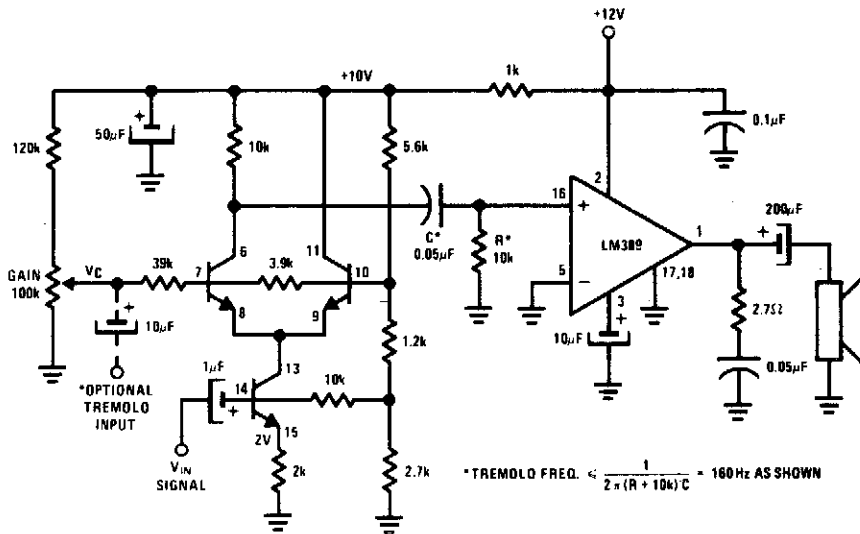 +12V
+10V
1k
120k
50µF
10k
5.6k
0.1µF
2
16
+
LM389
1
200µF
+
C*
0.05µF
R*
10k
5
−
17,18
3
+
10µF
2.7Ω
0.05µF
GAIN
100k
VC
39k
7
6
3.9k
11
10
8
9
+
10µF
1.2k
*OPTIONAL
TREMOLO
INPUT
1µF
+
14
13
10k
15
2V
2k
2.7k
VIN
SIGNAL
*TREMOLO FREQ. ⩽ 1 / 2π(R + 10k)C = 160 Hz AS SHOWN
+